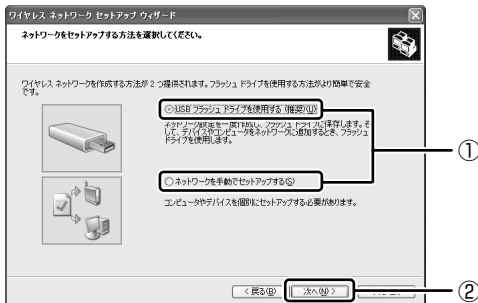 ワイヤレス ネットワーク セットアップ ウィザード
ネットワークをセットアップする方法を選択してください。
ワイヤレス ネットワークを作成する方法が 2 つ提供されます。フラッシュ ドライブを使用する方法がより簡単で安全
です。
USB フラッシュ ドライブを使用する (推奨)(U)
ネットワーク設定を一度作成し、フラッシュ ドライブに保存します。そ
して、デバイスやコンピュータをネットワークに追加するとき、フラッシュ
ドライブを使用します。
①
ネットワークを手動でセットアップする(S)
コンピュータやデバイスを個別にセットアップする必要があります。
< 戻る(B)
次へ(N) >
②